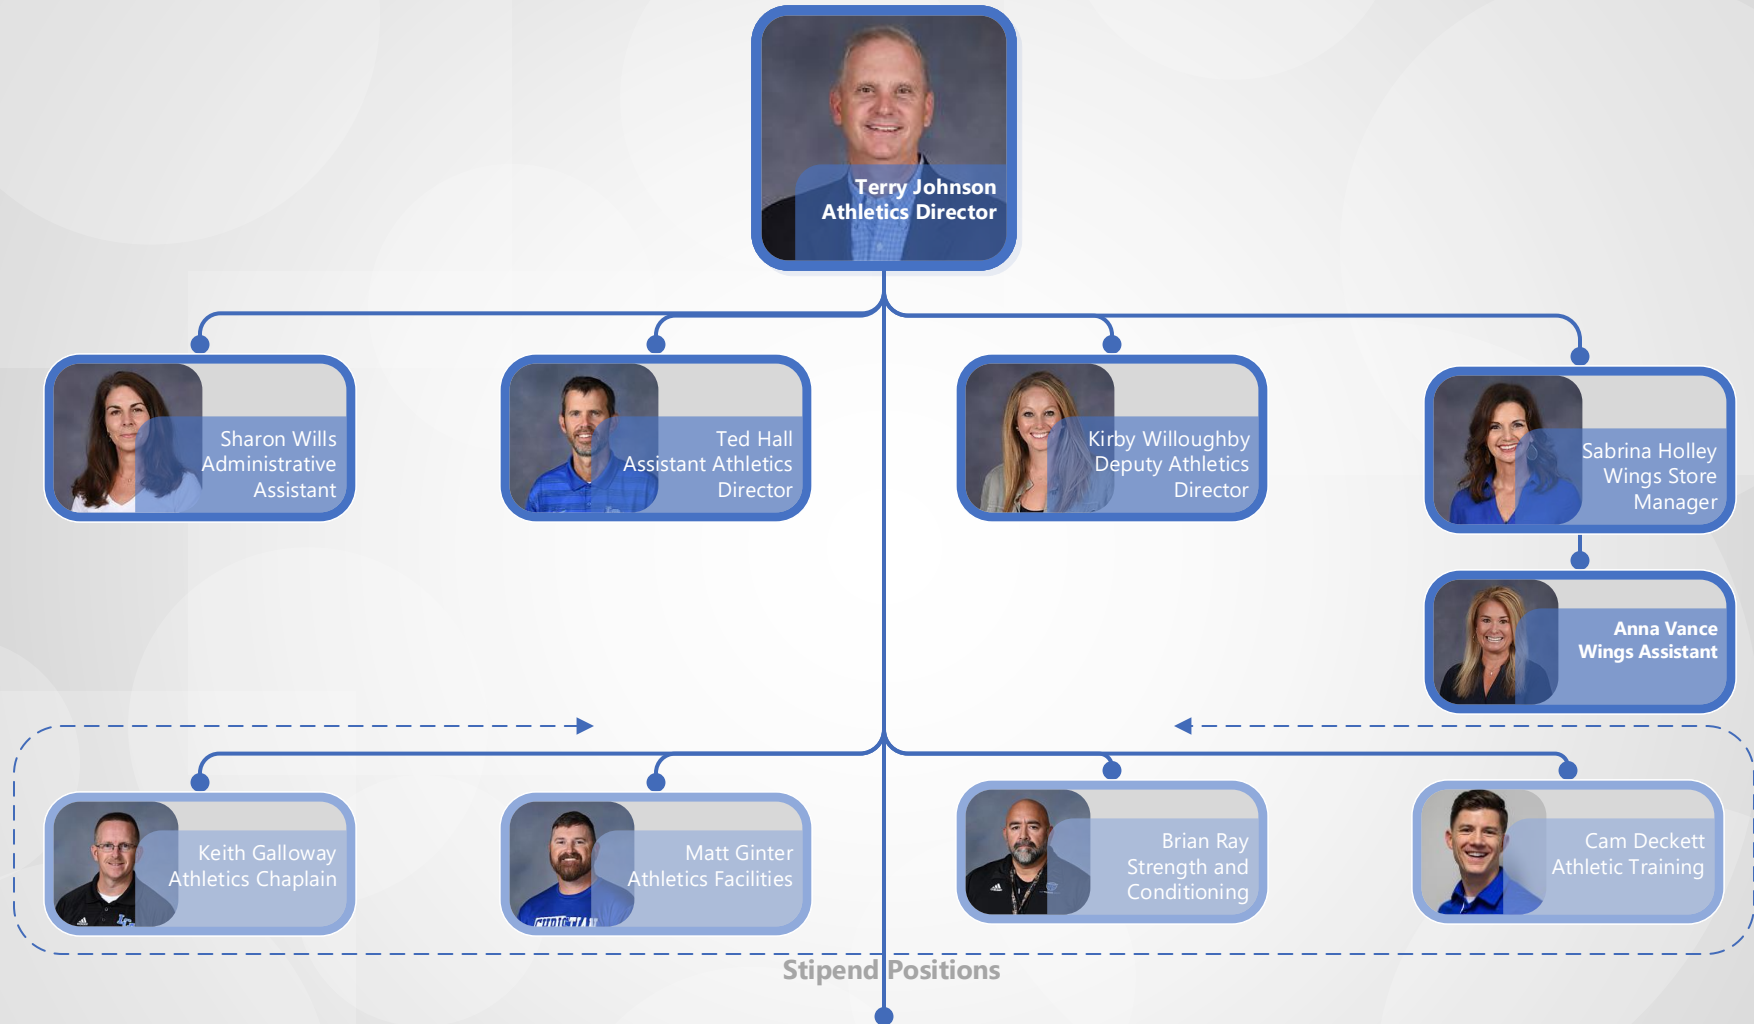 Terry Johnson
Athletics Director
Sharon Wills
Administrative
Assistant
Ted Hall
Assistant Athletics
Director
Kirby Willoughby
Deputy Athletics
Director
Sabrina Holley
Wings Store
Manager
Anna Vance
Wings Assistant
Keith Galloway
Athletics Chaplain
Matt Ginter
Athletics Facilities
CHRISTIAN
Brian Ray
Strength and
Conditioning
Cam Deckett
Athletic Training
Stipend Positions